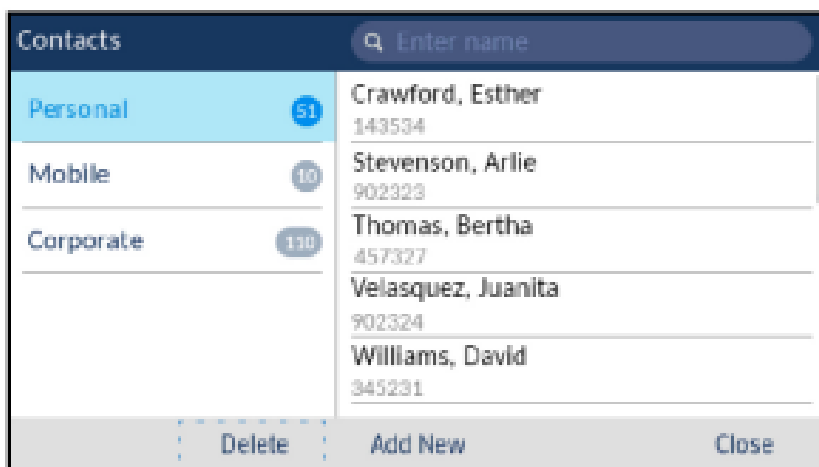 Contacts
Enter name
Personal 51
Mobile 10
Corporate 110
Crawford, Esther
143534
Stevenson, Arlie
902323
Thomas, Bertha
457327
Velasquez, Juanita
902324
Williams, David
345231
Delete Add New Close